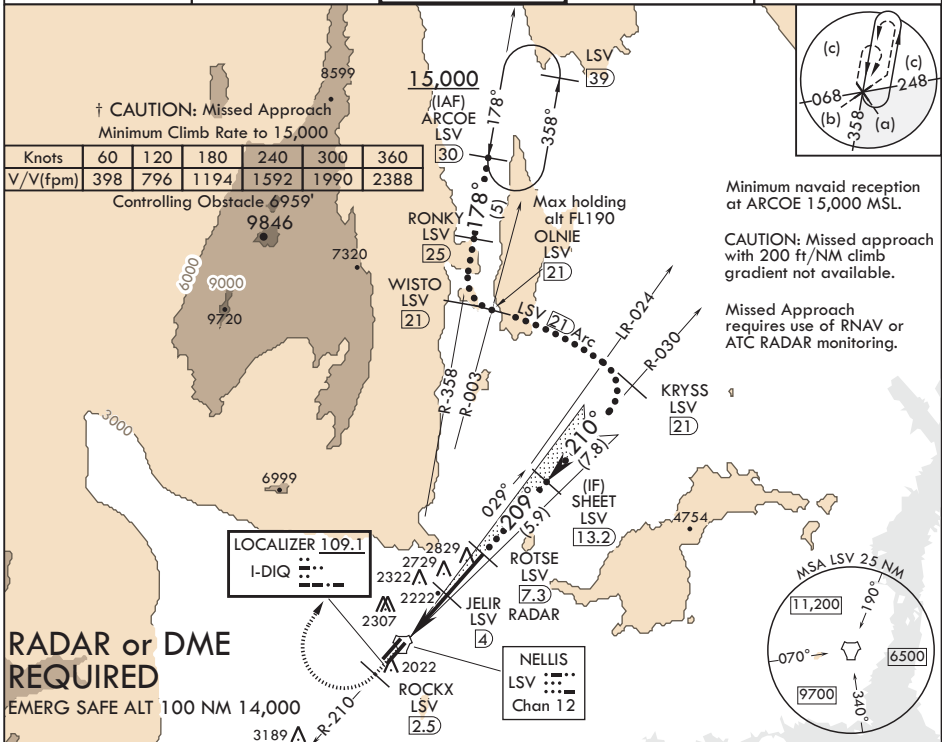 † CAUTION: Missed Approach
Minimum Climb Rate to 15,000
Knots 60 120 180 240 300 360
V/V(fpm) 398 796 1194 1592 1990 2388
Controlling Obstacle 6959'
8599
9846
7320
6000
9000
9720
3000
6999
15,000
(IAF)
ARCOE
LSV
30
178°
358°
LSV
39
178°
(5)
RONKY
LSV
25
Max holding
alt FL190
OLNIE
LSV
21
WISTO
LSV
21
LSV 21 Arc
LR-024
R-030
R-358
R-003
KRYSS
LSV
21
210°
(7.8)
(IF)
SHEET
LSV
13.2
029°
209°
(5.9)
ROTSE
LSV
7.3
RADAR
JELIR
LSV
4
4754
2829
2729
2322
2222
2307
2022
LOCALIZER 109.1
I-DIQ
NELLIS
LSV
Chan 12
ROCKX
LSV
2.5
R-210
3189
RADAR or DME
REQUIRED
EMERG SAFE ALT 100 NM 14,000
(c)
(c)
068
248
(b)
(a)
358
Minimum navaid reception
at ARCOE 15,000 MSL.
CAUTION: Missed approach
with 200 ft/NM climb
gradient not available.
Missed Approach
requires use of RNAV or
ATC RADAR monitoring.
MSA LSV 25 NM
11,200
190°
070°
6500
9700
340°